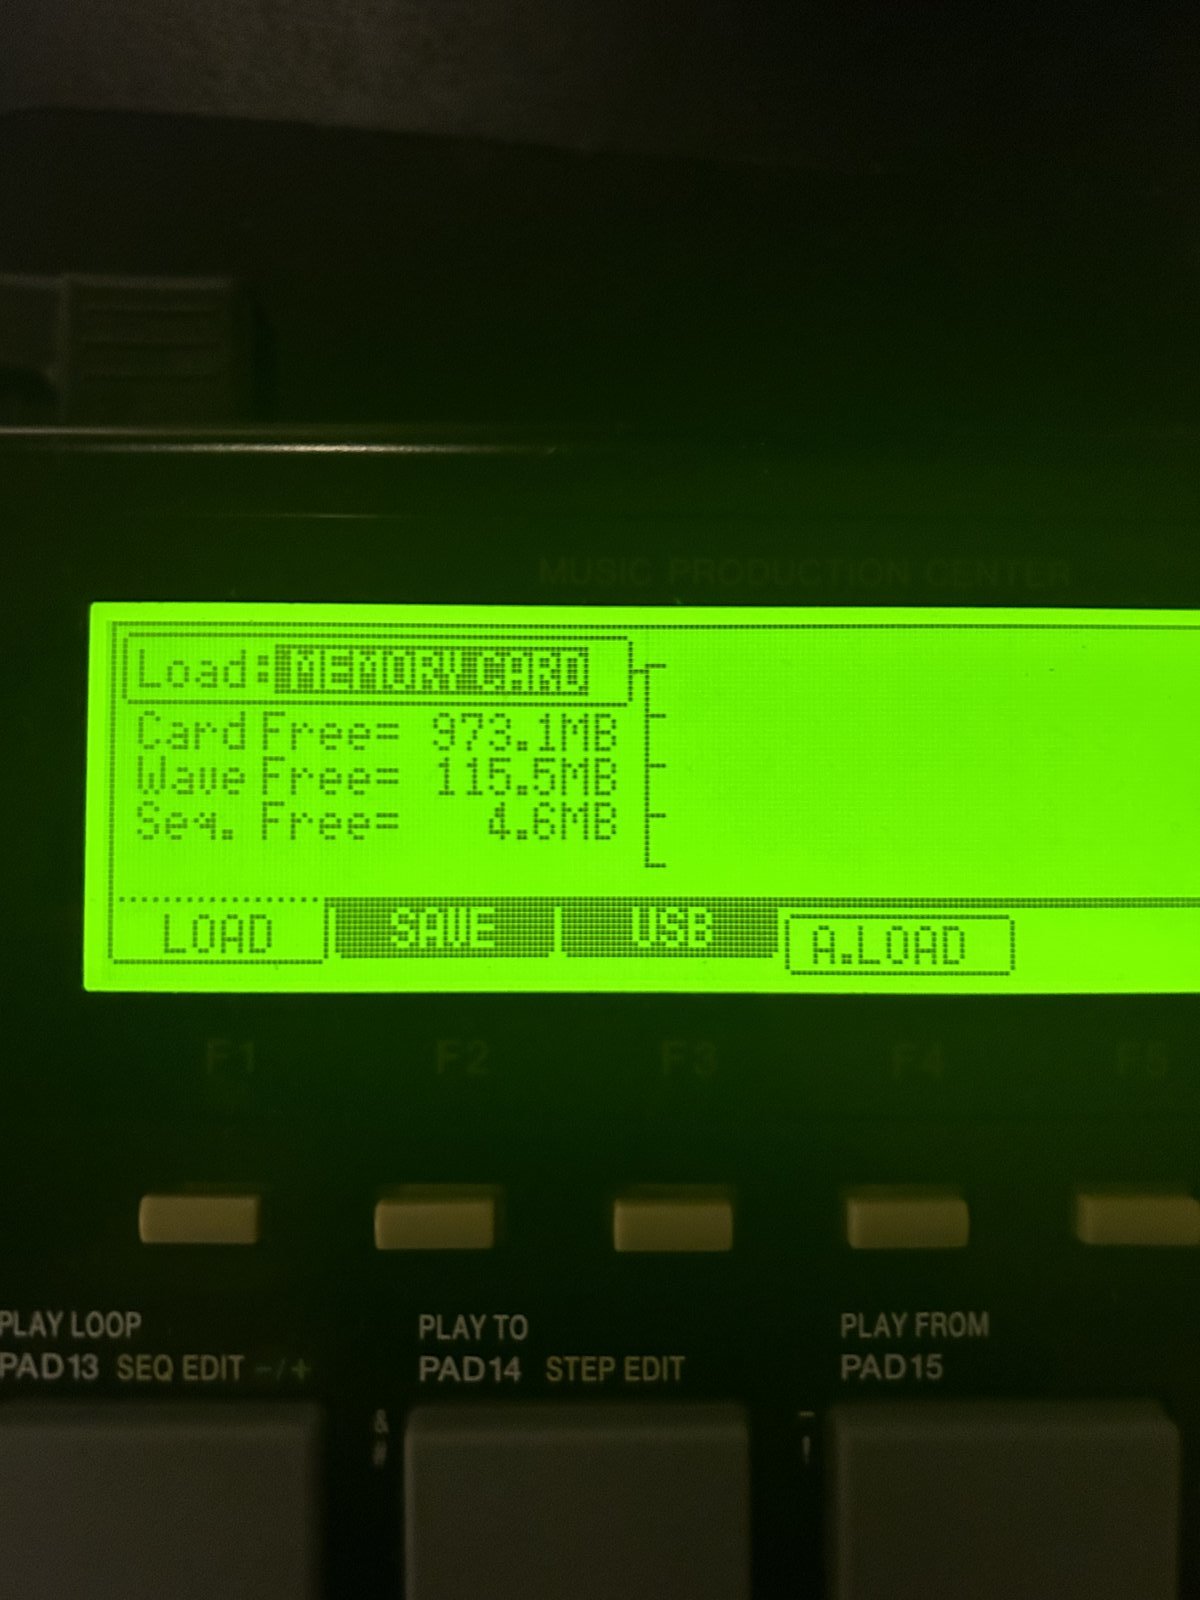 MUSIC PRODUCTION CENTER
Load:MEMORY CARD
Card Free= 973.1MB
Wave Free= 115.5MB
Seq. Free= 4.6MB
LOAD SAVE USB A.LOAD
F1 F2 F3 F4 F5
PLAY LOOP PLAY TO PLAY FROM
PAD13 SEQ EDIT -/+ PAD14 STEP EDIT PAD15
&
#